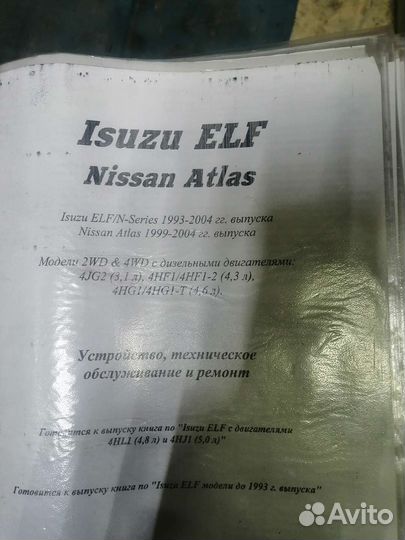 Isuzu ELF
Nissan Atlas
Isuzu ELF/N-Series 1993-2004 гг. выпуска
Nissan Atlas 1999-2004 гг. выпуска
Модели 2WD & 4WD с дизельными двигателями:
4JG2 (3,1 л), 4HF1/4HF1-2 (4,3 л),
4HG1/4HG1-T (4,6 л).
Устройство, техническое
обслуживание и ремонт
Готовится к выпуску книга по "Isuzu ELF с двигателями
4HL1 (4,8 л) и 4HJ1 (5,0 л)"
Готовится к выпуску книга по "Isuzu ELF модели до 1993 г. выпуска"
Avito